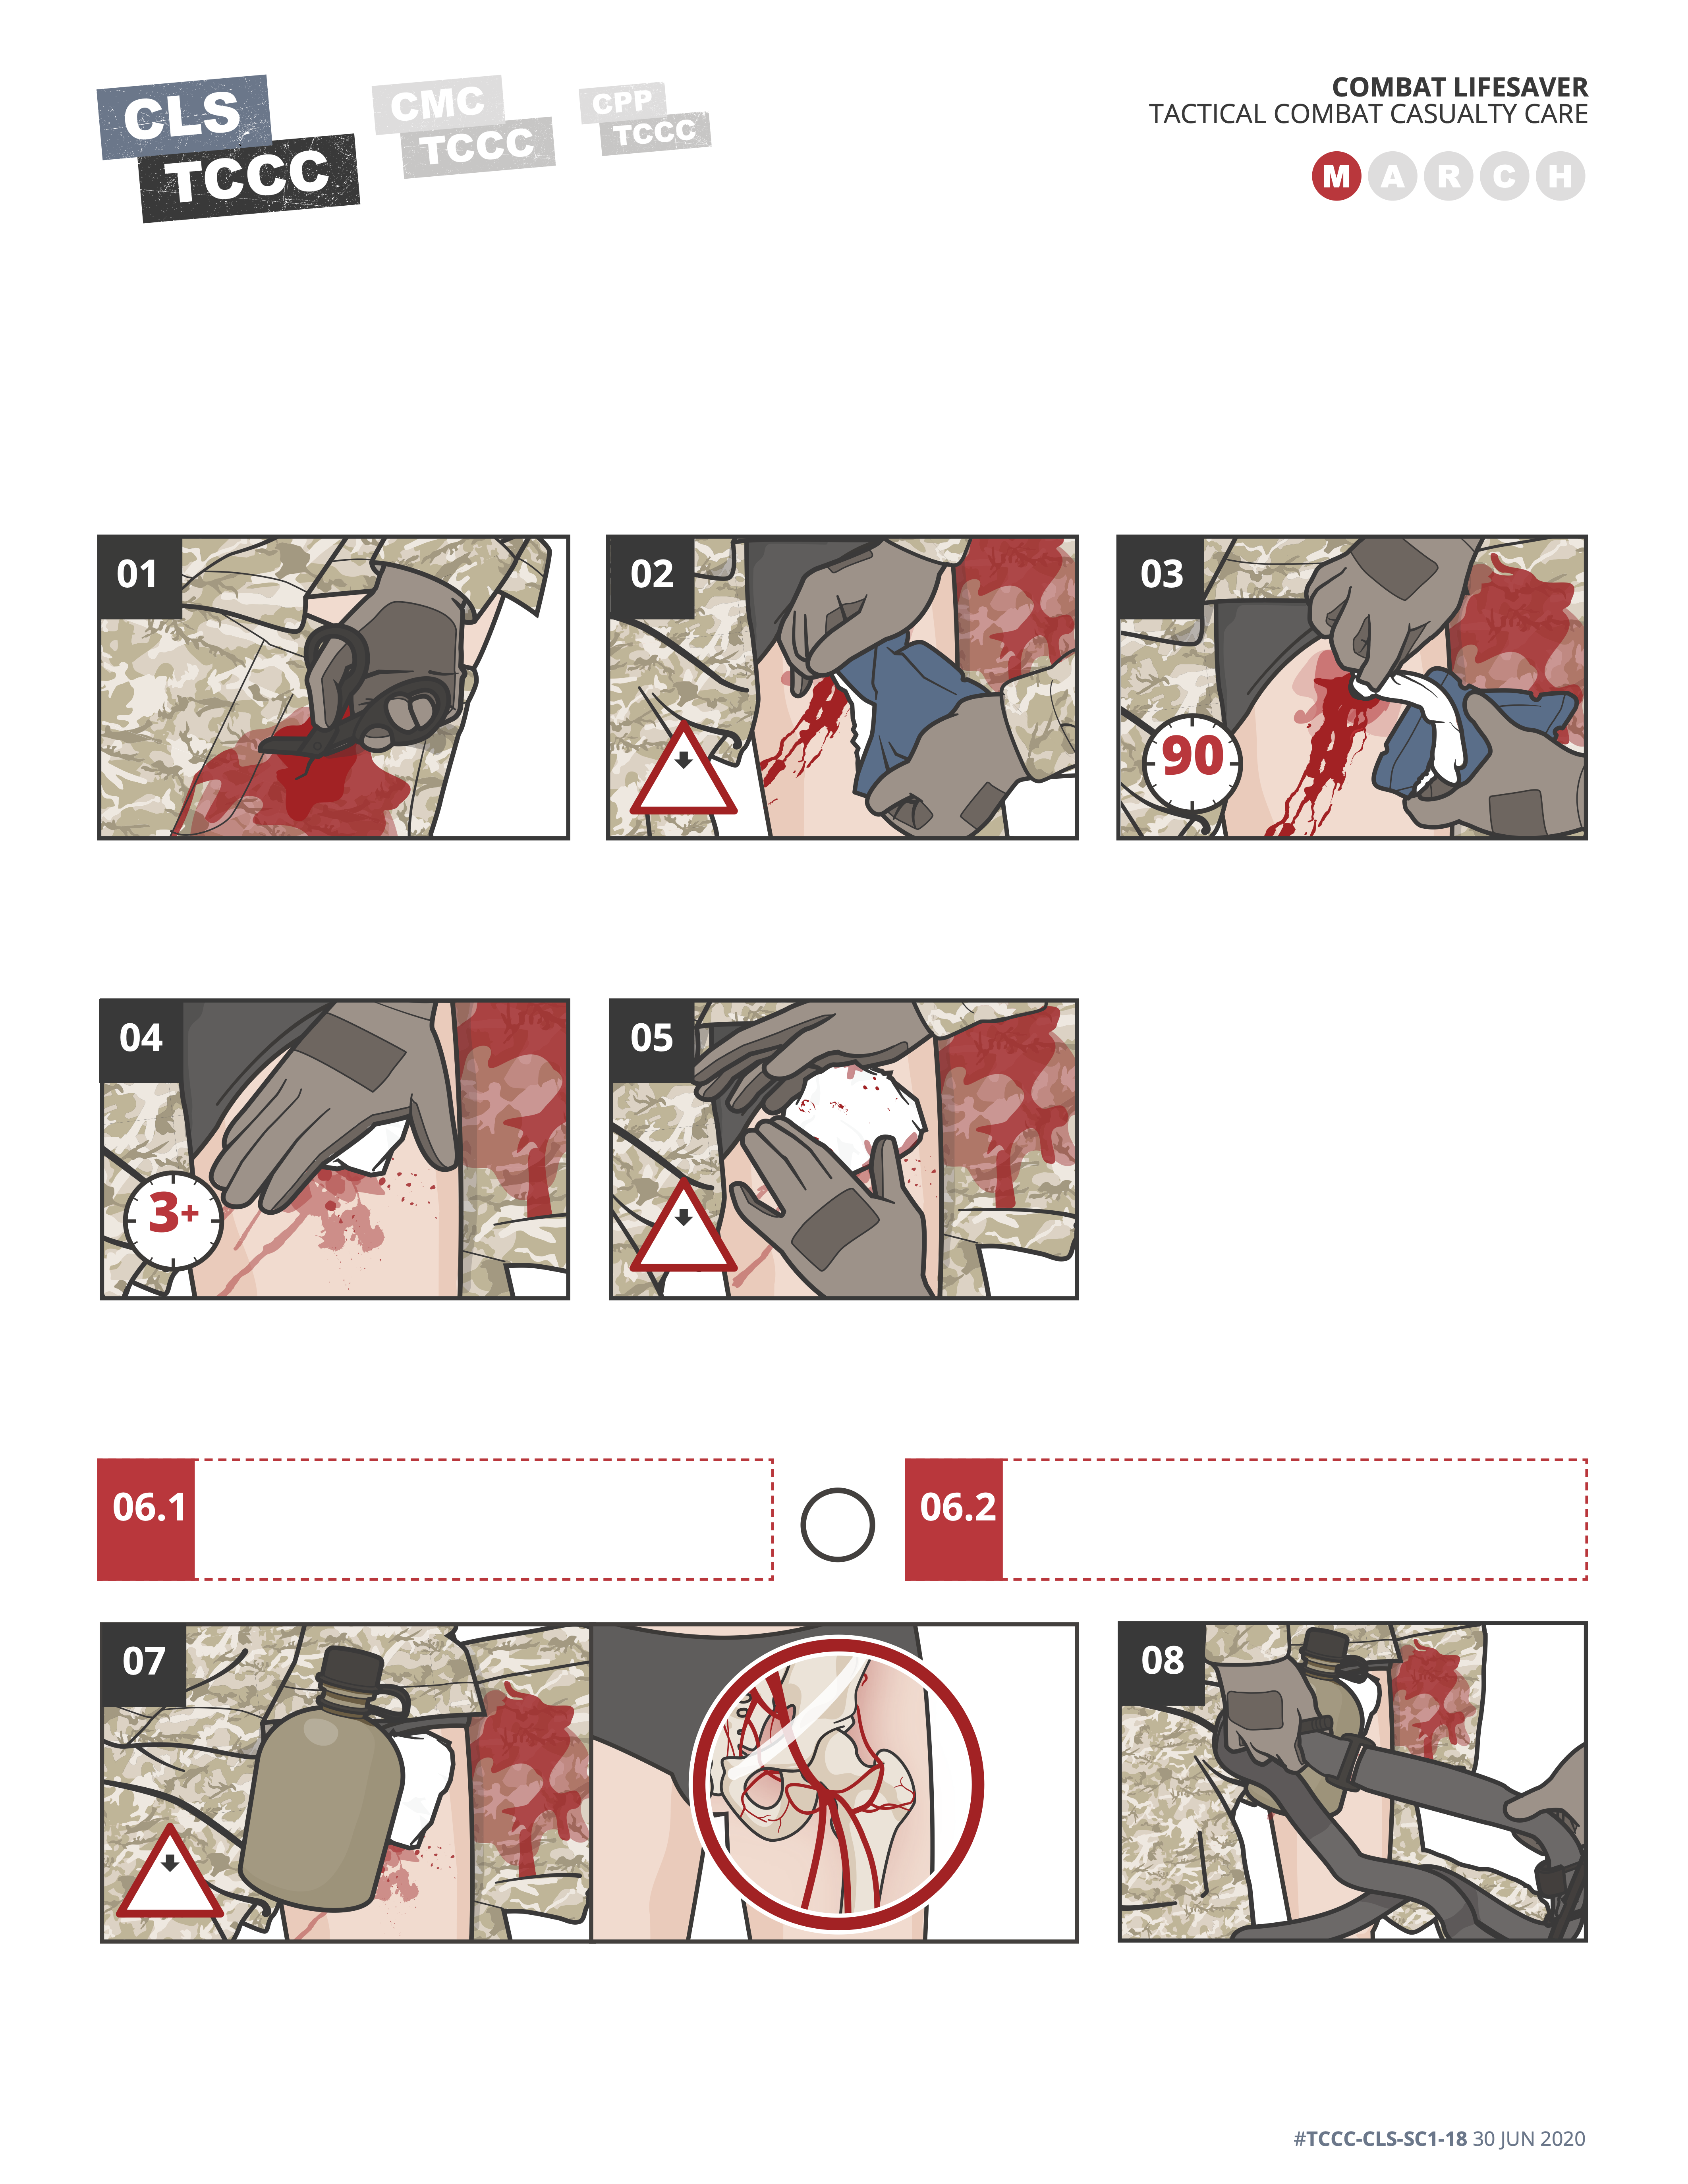 CLS
TCCC
CMC
TCCC
CPP
TCCC
COMBAT LIFESAVER
TACTICAL COMBAT CASUALTY CARE
M A R C H
01
02
03
90
04
3+
05
06.1
06.2
07
08
#TCCC-CLS-SC1-18 30 JUN 2020